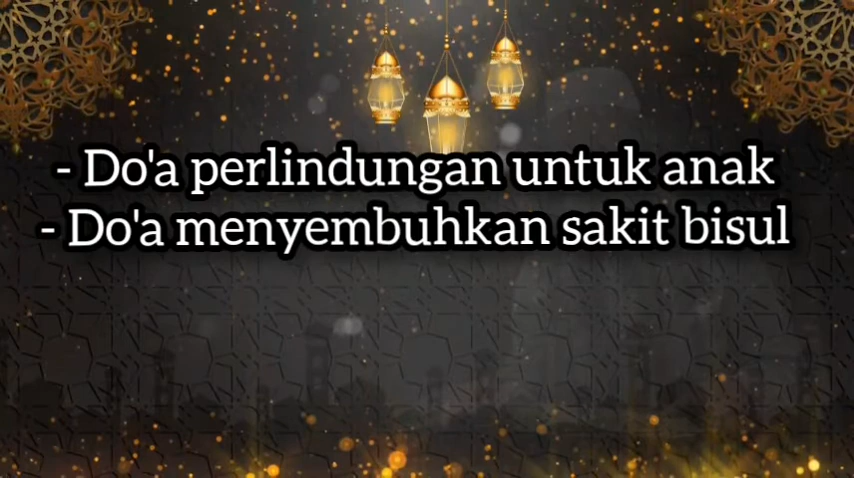 - Do'a perlindungan untuk anak
- Do'a menyembuhkan sakit bisul